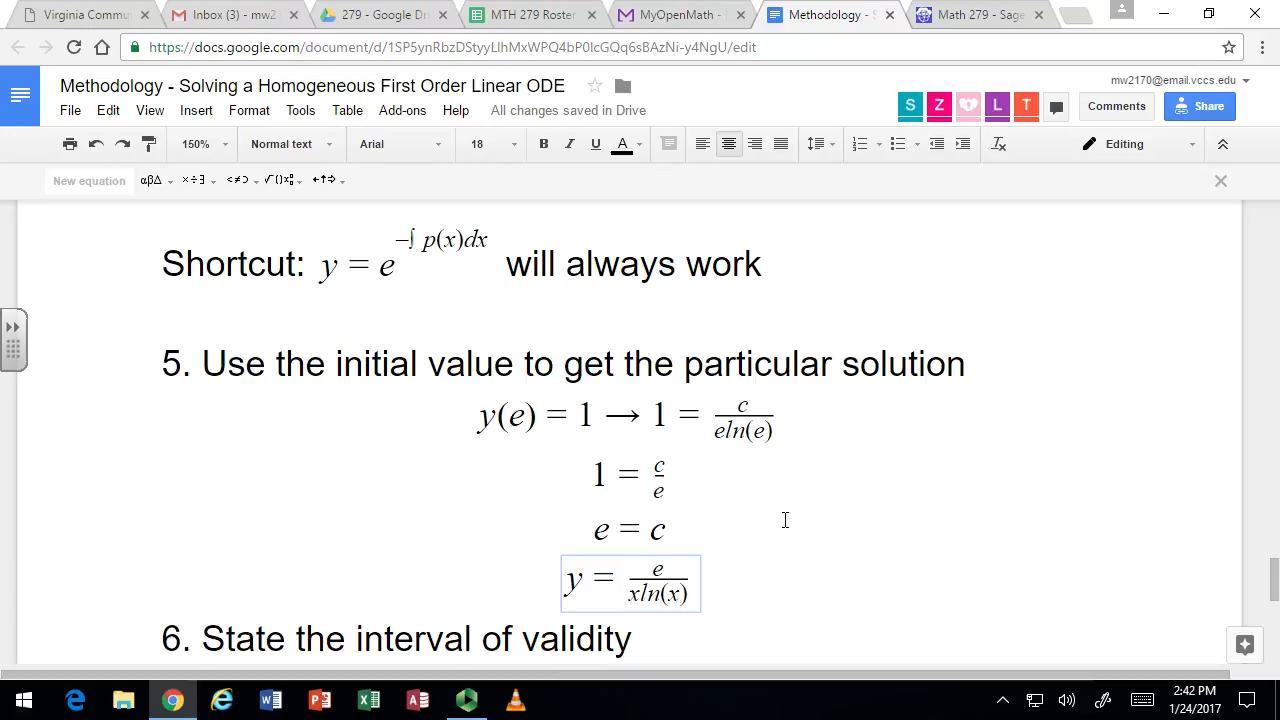 Virginia Commu
Inbox (3) - mw2
279 - Google Dri
MTH 279 Roster
MyOpenMath - 
Methodology - S
Math 279 - Sage
https://docs.google.com/document/d/1SP5ynRbzDStyyLlhMxWPQ4bP0lcGQq6sBAzNi-y4NgU/edit
Methodology - Solving a Homogeneous First Order Linear ODE
mw2170@email.vccs.edu
File Edit View Insert Format Tools Table Add-ons Help All changes saved in Drive
S Z L T Comments Share
150% Normal text Arial 18 B I U A Editing
New equation αβΔ ×÷∃ <≠⊃
Shortcut: y = e^{−∫ p(x)dx} will always work
5. Use the initial value to get the particular solution
y(e) = 1 → 1 = c/(eln(e))
1 = c/e
e = c
y = e/(xln(x))
6. State the interval of validity
2:42 PM
1/24/2017